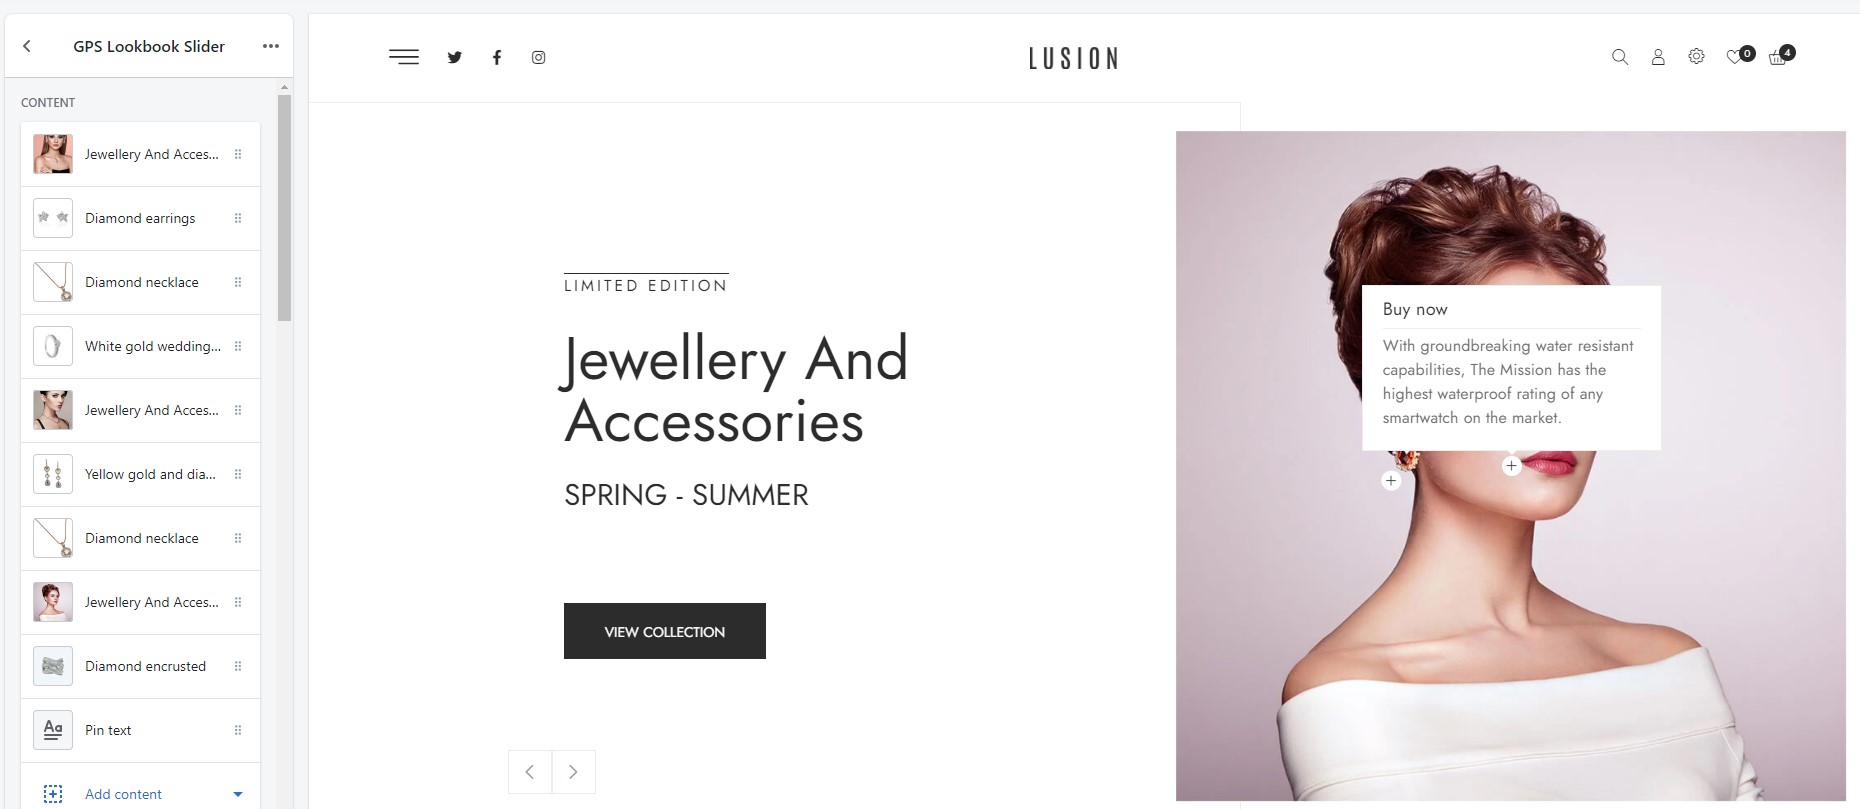 GPS Lookbook Slider
CONTENT
Jewellery And Acces...
Diamond earrings
Diamond necklace
White gold wedding...
Jewellery And Acces...
Yellow gold and dia...
Diamond necklace
Jewellery And Acces...
Diamond encrusted
Aa Pin text
Add content
LUSION
0
4
LIMITED EDITION
Jewellery And
Accessories
SPRING - SUMMER
VIEW COLLECTION
Buy now
With groundbreaking water resistant
capabilities, The Mission has the
highest waterproof rating of any
smartwatch on the market.